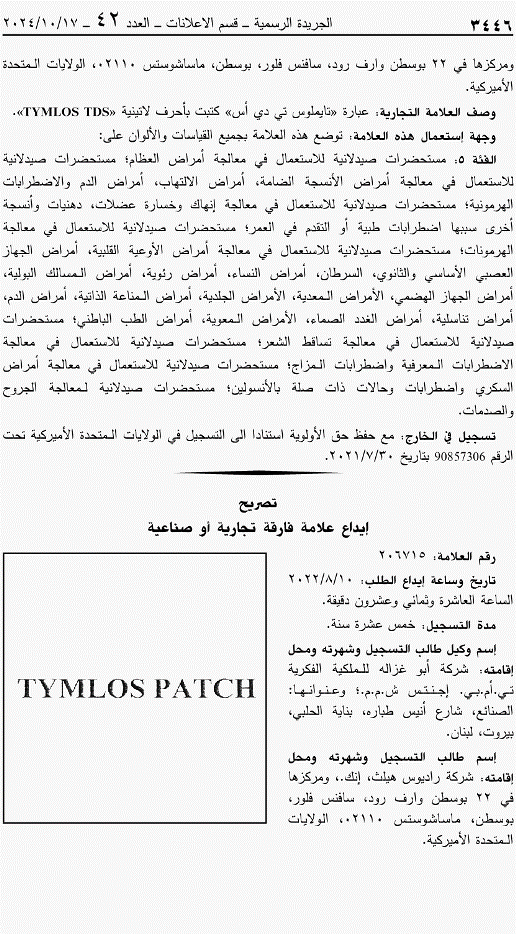 ٣٤٤٦ الجريدة الرسمية – قسم الاعلانات – العدد ٤٢ – ٢٠٢٤/١٠/١٧
ومركزها في ٢٢ بوسطن وارف رود، سافنس فلور، بوسطن، ماساشوستس ٠٢١١٠، الولايات المتحدة
الأميركية.
وصف العلامة التجارية: عبارة «تايملوس تي دي أس» كتبت بأحرف لاتينية «TYMLOS TDS».
وجهة إستعمال هذه العلامة: توضع هذه العلامة بجميع القياسات والألوان على:
الفئة ٥: مستحضرات صيدلانية للاستعمال في معالجة أمراض العظام؛ مستحضرات صيدلانية
للاستعمال في معالجة أمراض الأنسجة الضامة، أمراض الالتهاب، أمراض الدم والاضطرابات
الهرمونية؛ مستحضرات صيدلانية للاستعمال في معالجة إنهاك وخسارة عضلات، دهنيات وأنسجة
أخرى سببها اضطرابات طبية أو التقدم في العمر؛ مستحضرات صيدلانية للاستعمال في معالجة
الهرمونات؛ مستحضرات صيدلانية للاستعمال في معالجة أمراض الأوعية القلبية، أمراض الجهاز
العصبي الأساسي والثانوي، السرطان، أمراض النساء، أمراض رئوية، أمراض المسالك البولية،
أمراض الجهاز الهضمي، الأمراض المعدية، الأمراض الجلدية، أمراض المناعة الذاتية، أمراض الدم،
أمراض تناسلية، أمراض الغدد الصماء، الأمراض المعوية، أمراض الطب الباطني؛ مستحضرات
صيدلانية للاستعمال في معالجة تساقط الشعر؛ مستحضرات صيدلانية للاستعمال في معالجة
الاضطرابات المعرفية واضطرابات المزاج؛ مستحضرات صيدلانية للاستعمال في معالجة أمراض
السكري واضطرابات وحالات ذات صلة بالأنسولين؛ مستحضرات صيدلانية لمعالجة الجروح
والصدمات.
تسجيل في الخارج: مع حفظ حق الأولوية استنادا الى التسجيل في الولايات المتحدة الأميركية تحت
الرقم 90857306 بتاريخ ٢٠٢١/٧/٣٠.
تصريح
إيداع علامة فارقة تجارية أو صناعية
رقم العلامة: ٢٠٦٧١٥
تاريخ وساعة إيداع الطلب: ٢٠٢٢/٨/١٠
الساعة العاشرة وثماني وعشرون دقيقة.
مدة التسجيل: خمس عشرة سنة.
إسم وكيل طالب التسجيل وشهرته ومحل
إقامته: شركة أبو غزاله للملكية الفكرية
تي.أم.بي. إجنتس ش.م.م.؛ وعنوانها:
الصنائع، شارع أنيس طباره، بناية الحلبي،
بيروت، لبنان.
إسم طالب التسجيل وشهرته ومحل
إقامته: شركة راديوس هيلث، إنك.، ومركزها
في ٢٢ بوسطن وارف رود، سافنس فلور،
بوسطن، ماساشوستس ٠٢١١٠، الولايات
المتحدة الأميركية.
TYMLOS PATCH